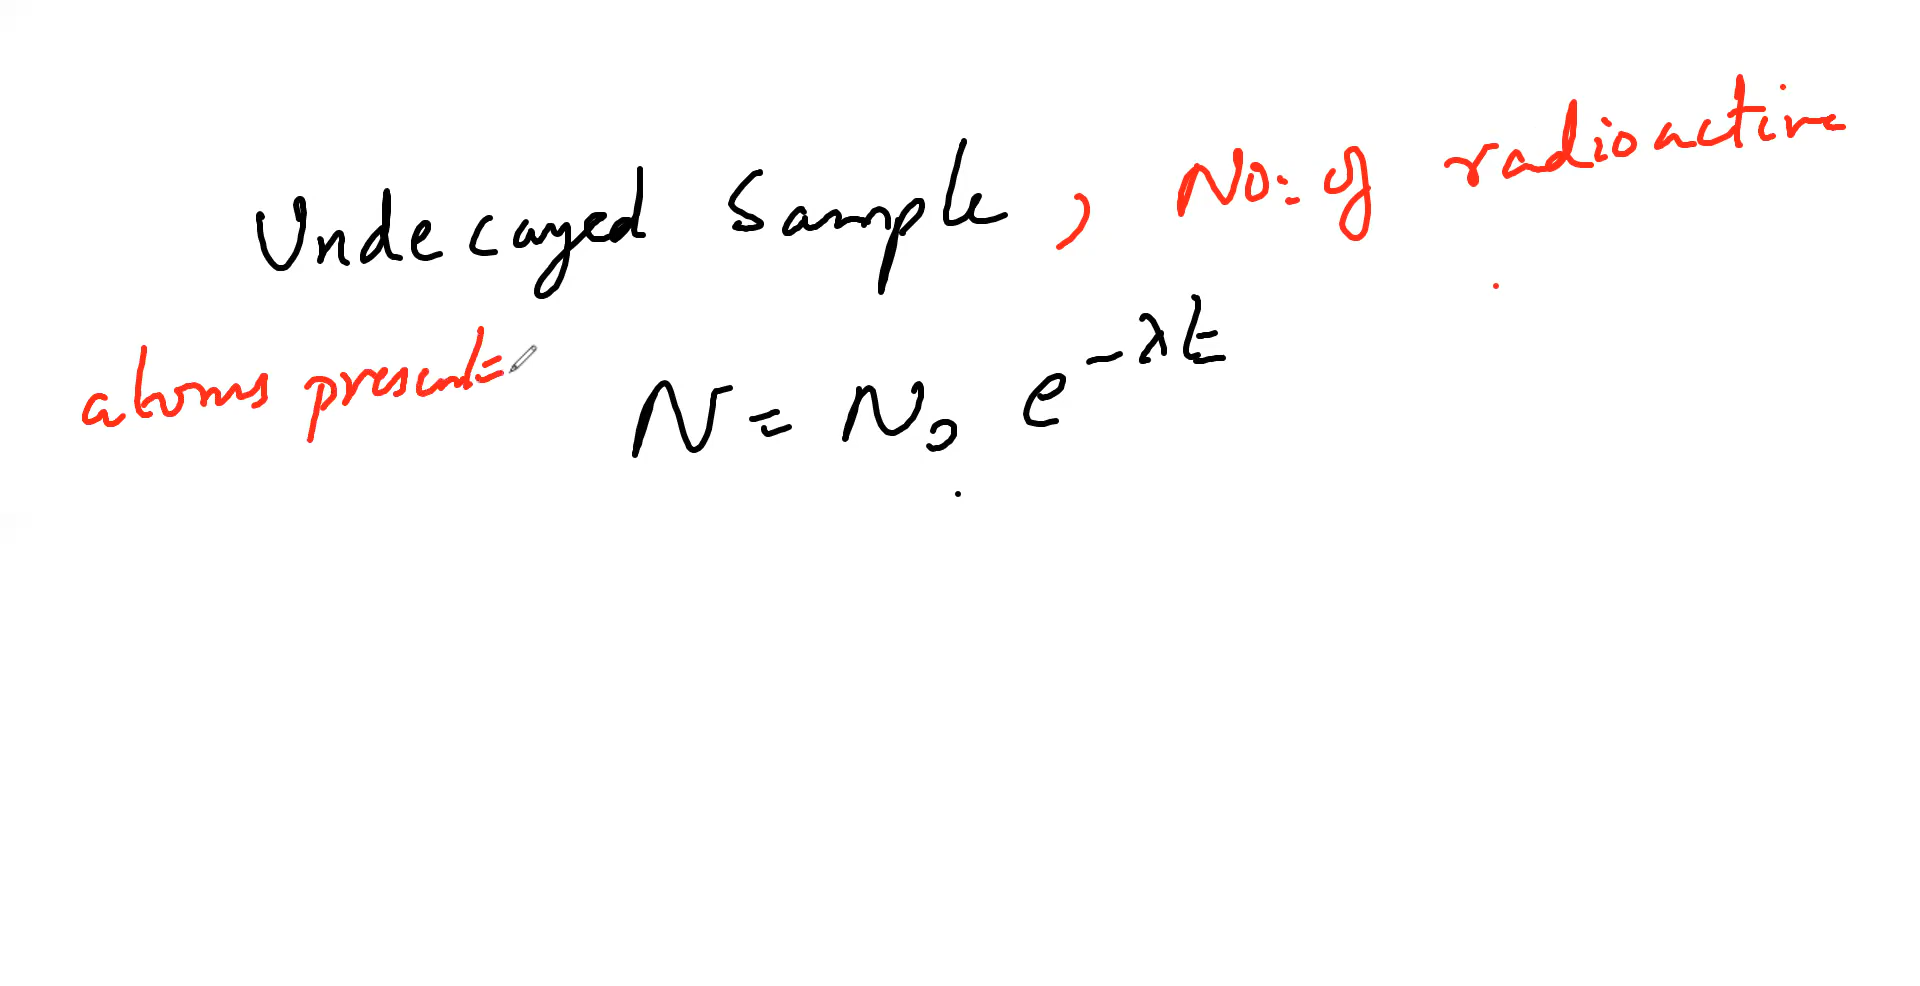 Undecayed Sample, No: of radioactive
atoms present = N = N₀ e^{-λt}